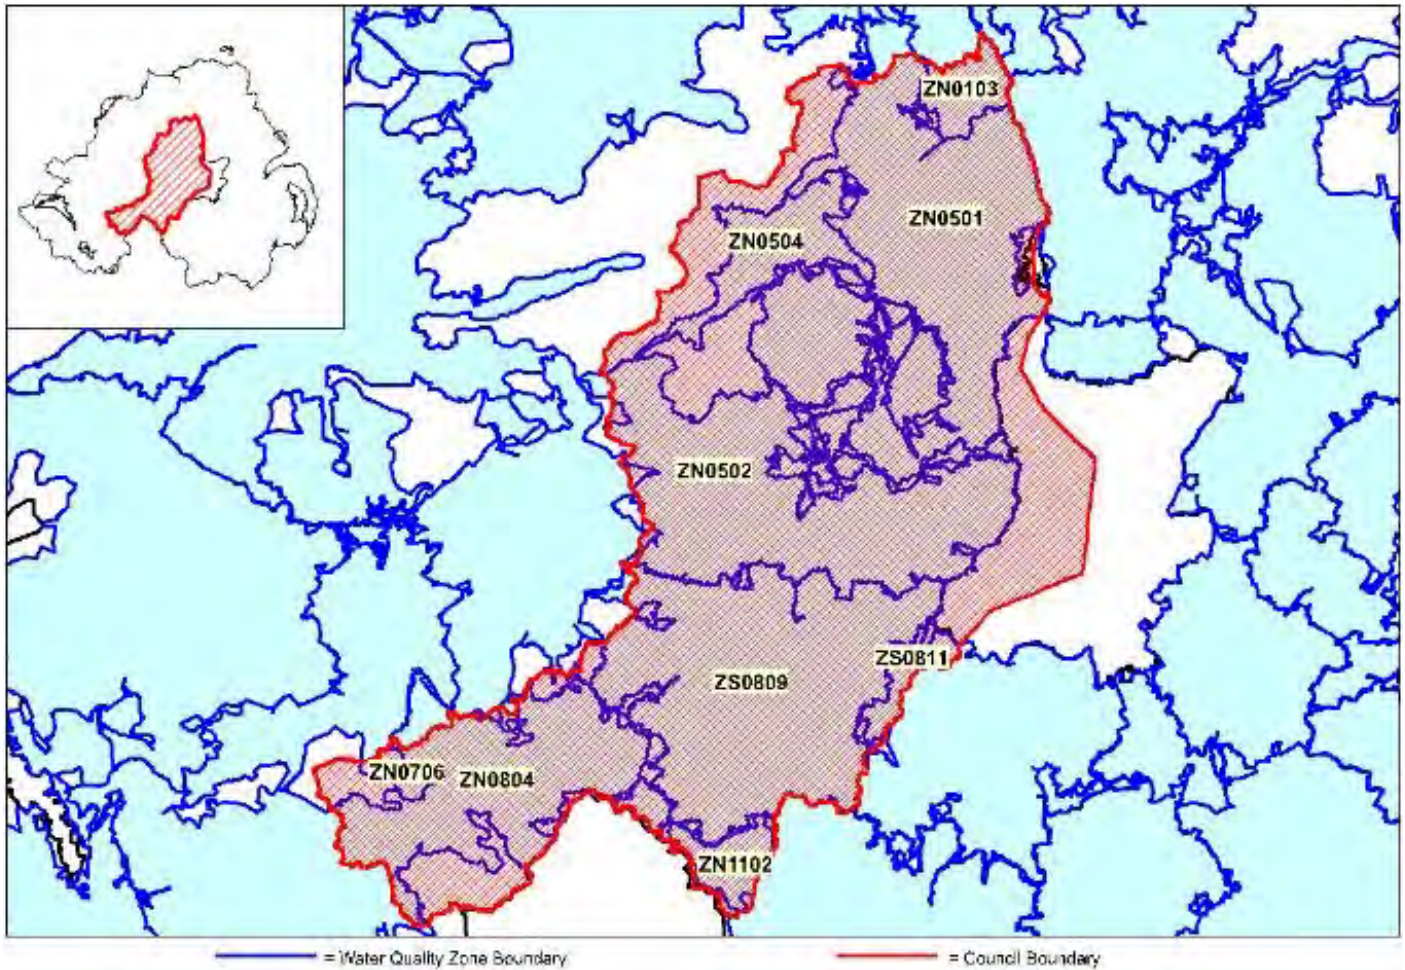 ZN0103
ZN0501
ZN0504
ZN0502
ZS0811
ZS0809
ZN0706
ZN0804
ZN1102
= Water Quality Zone Boundary
= Council Boundary